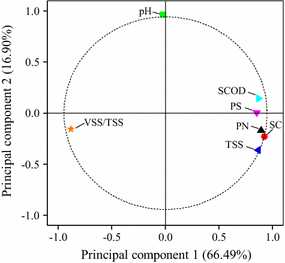 1.0
0.5
0.0
-0.5
-1.0
Principal component 2 (16.90%)
pH
SCOD
PS
PN
SC
TSS
VSS/TSS
-1.0
-0.5
0.0
0.5
1.0
Principal component 1 (66.49%)